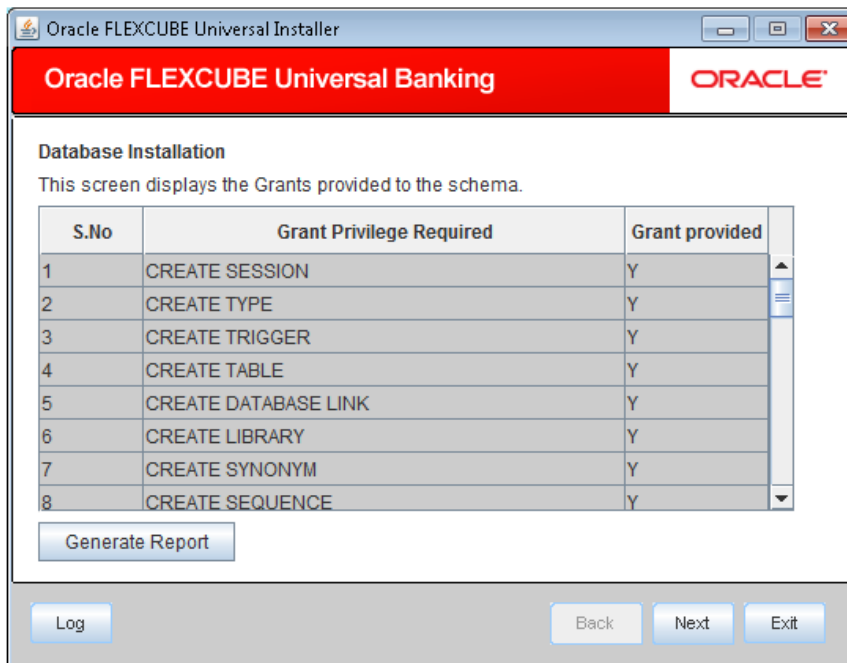 Oracle FLEXCUBE Universal Installer
Oracle FLEXCUBE Universal Banking
ORACLE
Database Installation
This screen displays the Grants provided to the schema.
S.No Grant Privilege Required Grant provided
1 CREATE SESSION Y
2 CREATE TYPE Y
3 CREATE TRIGGER Y
4 CREATE TABLE Y
5 CREATE DATABASE LINK Y
6 CREATE LIBRARY Y
7 CREATE SYNONYM Y
8 CREATE SEQUENCE Y
Generate Report
Log Back Next Exit